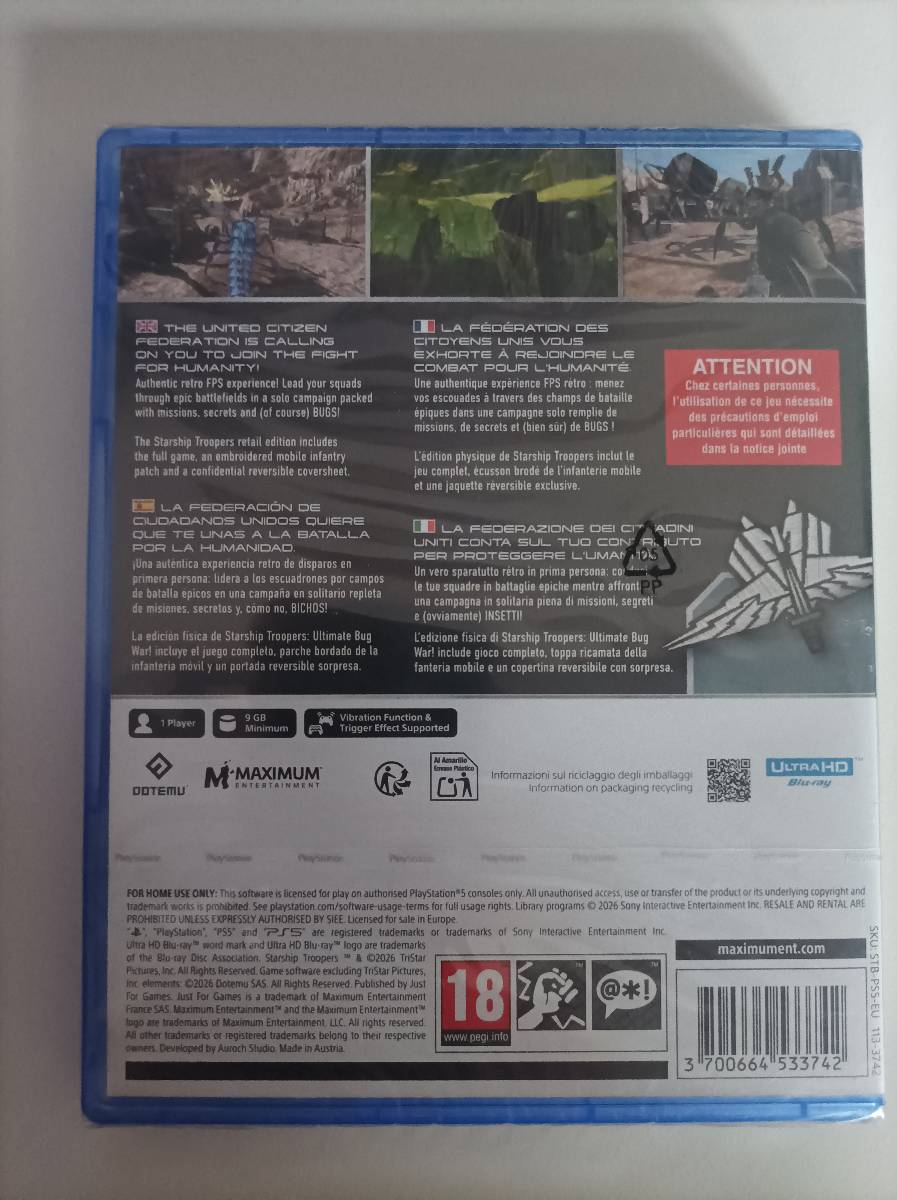 THE UNITED CITIZEN
FEDERATION IS CALLING
ON YOU TO JOIN THE FIGHT
FOR HUMANITY!
Authentic retro FPS experience! Lead your squads
through epic battlefields in a solo campaign packed
with missions, secrets and (of course) BUGS!
The Starship Troopers retail edition includes
the full game, an embroidered mobile infantry
patch and a confidential reversible coversheet.
LA FÉDÉRATION DES
CITOYENS UNIS VOUS
EXHORTE À REJOINDRE LE
COMBAT POUR L'HUMANITÉ.
Une authentique expérience FPS rétro : menez
vos escouades à travers des champs de bataille
épiques dans une campagne solo remplie de
missions, de secrets et (bien sûr) de BUGS !
L'édition physique de Starship Troopers inclut le
jeu complet, écusson brodé de l'infanterie mobile
et une jaquette réversible exclusive.
ATTENTION
Chez certaines personnes,
l'utilisation de ce jeu nécessite
des précautions d'emploi
particulières qui sont détaillées
dans la notice jointe
LA FEDERACIÓN DE
CIUDADANOS UNIDOS QUIERE
QUE TE UNAS A LA BATALLA
POR LA HUMANIDAD.
¡Una auténtica experiencia retro de disparos en
primera persona: lidera a los escuadrones por campos
de batalla épicos en una campaña en solitario repleta
de misiones, secretos y, cómo no, BICHOS!
La edición física de Starship Troopers: Ultimate Bug
War! incluye el juego completo, parche bordado de la
infantería móvil y un portada reversible sorpresa.
LA FEDERAZIONE DEI CITTADINI
UNITI CONTA SUL TUO CONTRIBUTO
PER PROTEGGERE L'UMAN
Un vero sparatutto rétro in prima persona: co
le tue squadre in battaglie epiche mentre affronti
una campagna in solitaria piena di missioni, segreti
e (ovviamente) INSETTI!
L'edizione fisica di Starship Troopers: Ultimate Bug
War! include gioco completo, toppa ricamata della
fanteria mobile e un copertina reversibile con sorpresa.
PP
1 Player
9 GB
Minimum
Vibration Function &
Trigger Effect Supported
DOTEMU
MAXIMUM™
ENTERTAINMENT
Al Amarillo
Envase Plástico
Informazioni sul riciclaggio degli imballaggi
Information on packaging recycling
ULTRA HD™
Blu-ray
PlayStation PlayStation PlayStation PlayStation PlayStation PlayStation PlayStation PlayStation
FOR HOME USE ONLY: This software is licensed for play on authorised PlayStation®5 consoles only. All unauthorised access, use or transfer of the product or its underlying copyright and
trademark works is prohibited. See playstation.com/software-usage-terms for full usage rights. Library programs © 2026 Sony Interactive Entertainment Inc. RESALE AND RENTAL ARE
PROHIBITED UNLESS EXPRESSLY AUTHORISED BY SIEE. Licensed for sale in Europe.
"PlayStation", "PS5" and "PS5" are registered trademarks or trademarks of Sony Interactive Entertainment Inc.
Ultra HD Blu-ray™ word mark and Ultra HD Blu-ray™ logo are trademarks
of the Blu-ray Disc Association. Starship Troopers ™ & ©2026 TriStar
Pictures, Inc. All Rights Reserved. Game software excluding TriStar Pictures,
Inc. elements: ©2026 Dotemu SAS. All Rights Reserved. Published by Just
For Games. Just For Games is a trademark of Maximum Entertainment
France SAS. Maximum Entertainment™ and the Maximum Entertainment™
logo are trademarks of Maximum Entertainment, LLC. All rights reserved.
All other trademarks or registered trademarks belong to their respective
owners. Developed by Auroch Studio. Made in Austria.
18
www.pegi.info
™
@*!
™
maximument.com
3 700664 533742
SKU: STB-PS5-EU 113-3742